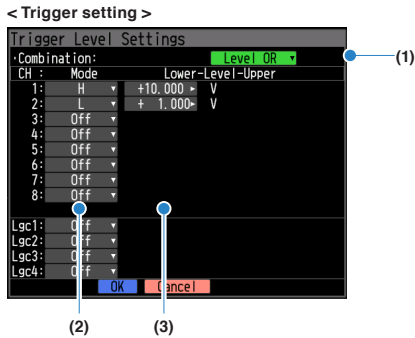 < Trigger setting >
Trigger Level Settings
·Combination: Level OR ▾ (1)
CH : Mode Lower-Level-Upper
1: H ▾ +10.000 ▸ V
2: L ▾ + 1.000▸ V
3: Off ▾
4: Off ▾
5: Off ▾
6: Off ▾
7: Off ▾
8: Off ▾
Lgc1: Off ▾
Lgc2: Off ▾
Lgc3: Off ▾
Lgc4: Off ▾
OK Cancel
(2) (3)